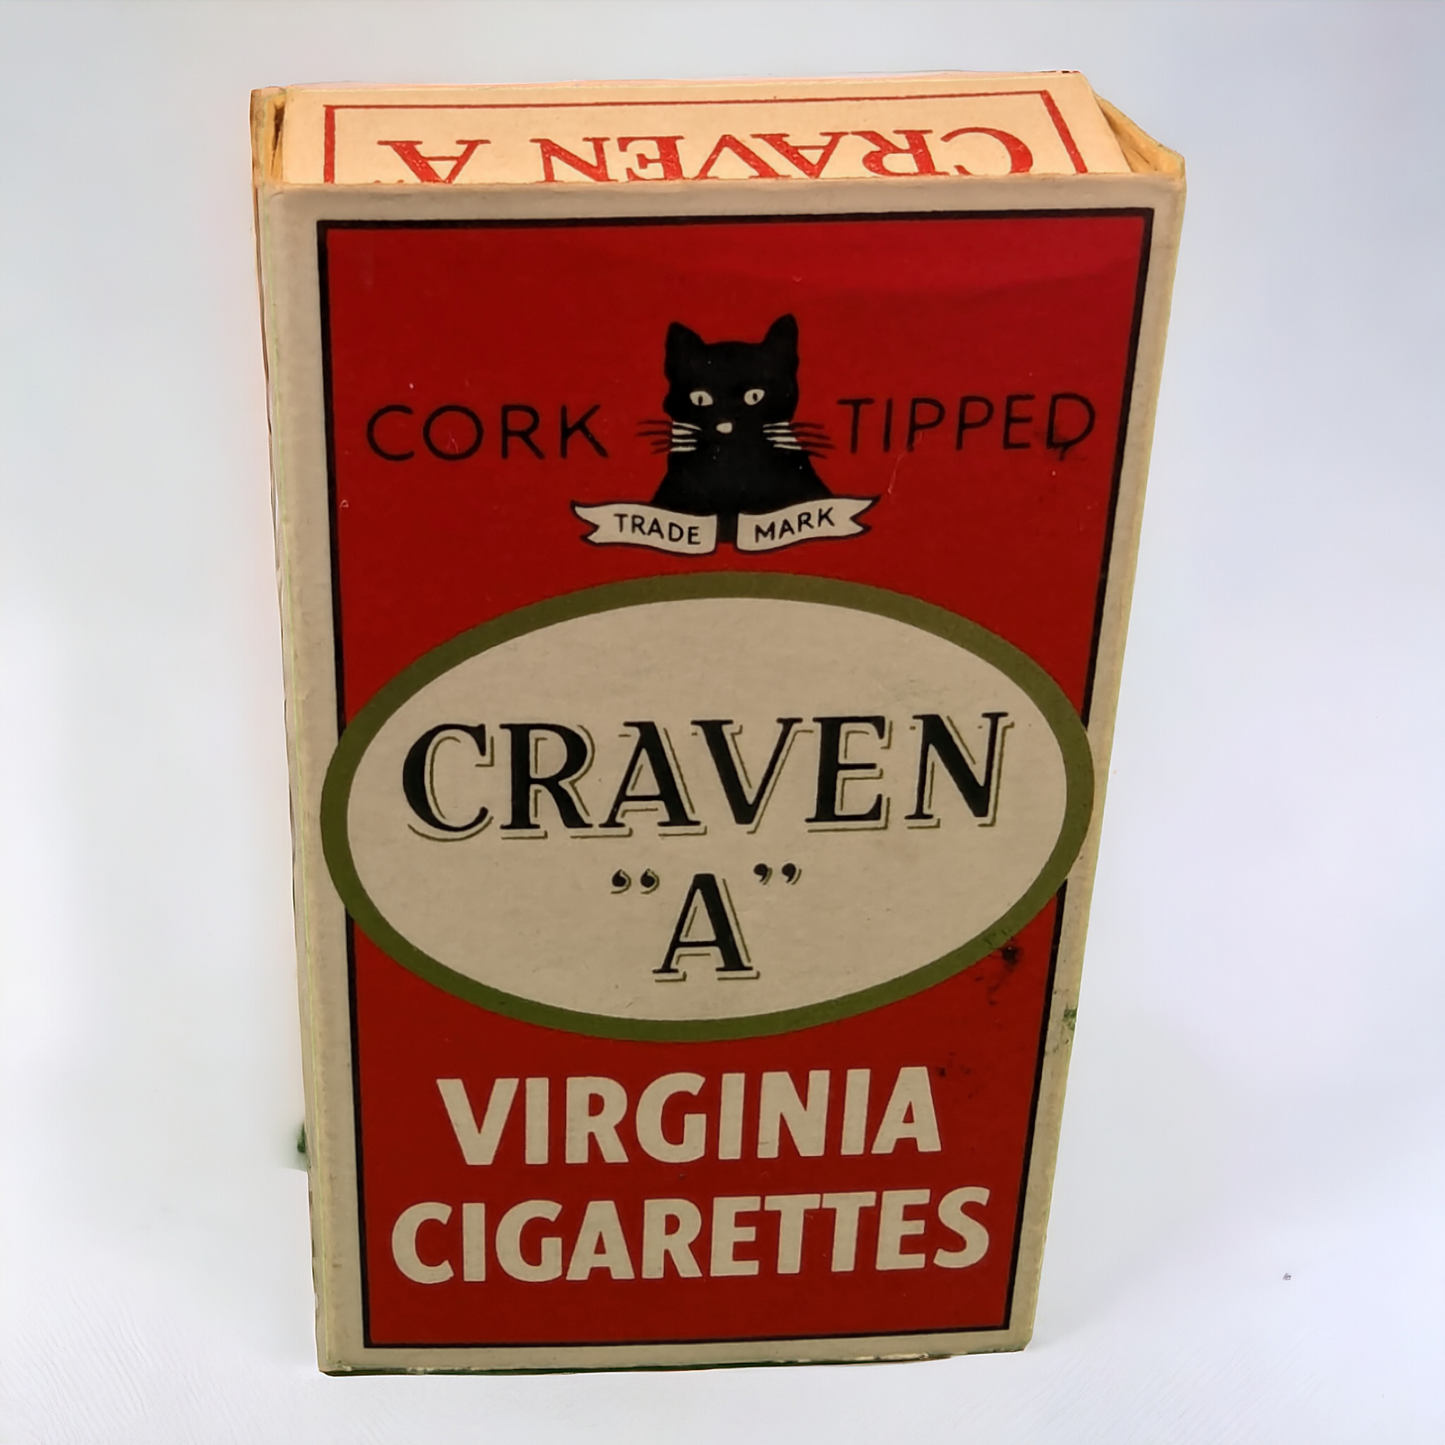 CRAVEN A
CORK TIPPED
TRADE MARK
CRAVEN
”A”
VIRGINIA
CIGARETTES